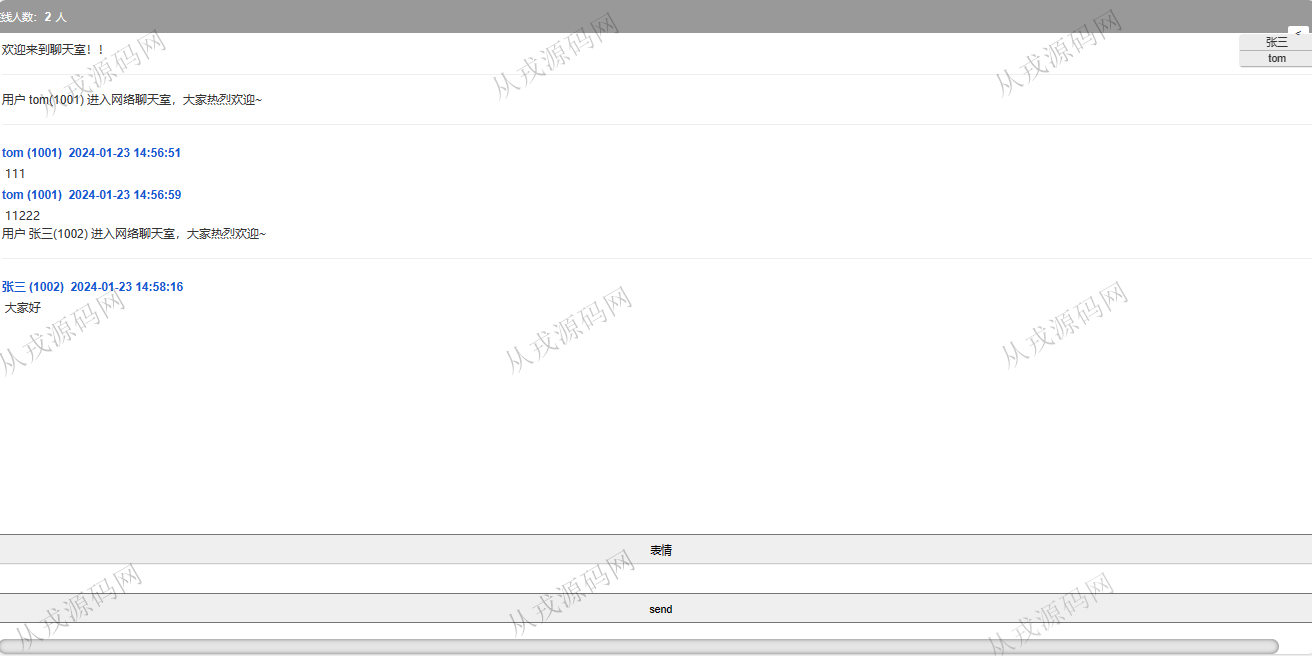 线人数：2 人
欢迎来到聊天室！！
<
张三
tom
用户 tom(1001) 进入网络聊天室，大家热烈欢迎~
tom (1001) 2024-01-23 14:56:51
111
tom (1001) 2024-01-23 14:56:59
11222
用户 张三(1002) 进入网络聊天室，大家热烈欢迎~
张三 (1002) 2024-01-23 14:58:16
大家好
表情
send
从戎源码网
从戎源码网
从戎源码网
从戎源码网
从戎源码网
从戎源码网
从戎源码网
从戎源码网
从戎源码网